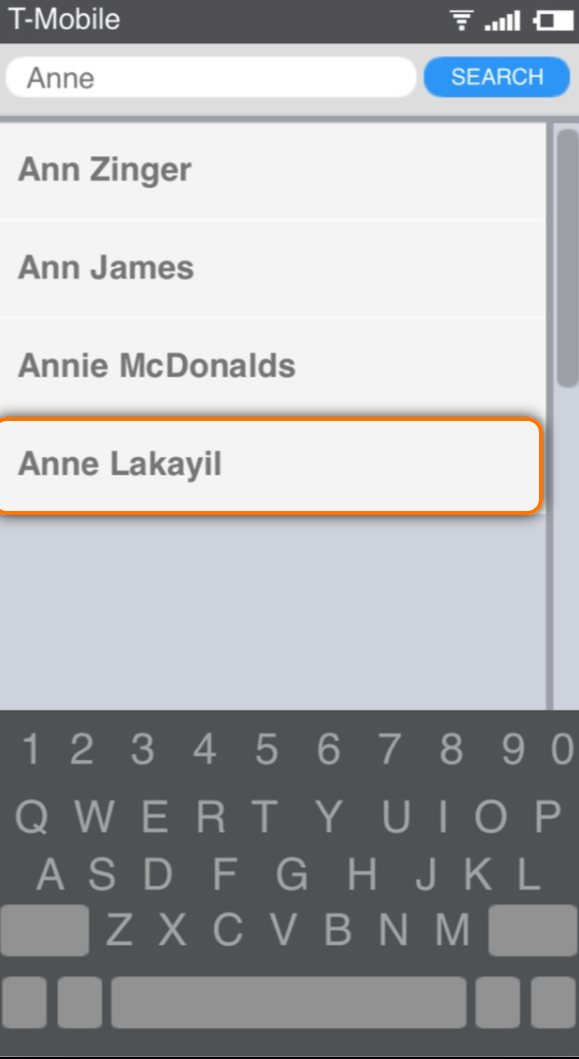 T-Mobile
Anne SEARCH
Ann Zinger
Ann James
Annie McDonalds
Anne Lakayil
1 2 3 4 5 6 7 8 9 0
Q W E R T Y U I O P
A S D F G H J K L
Z X C V B N M